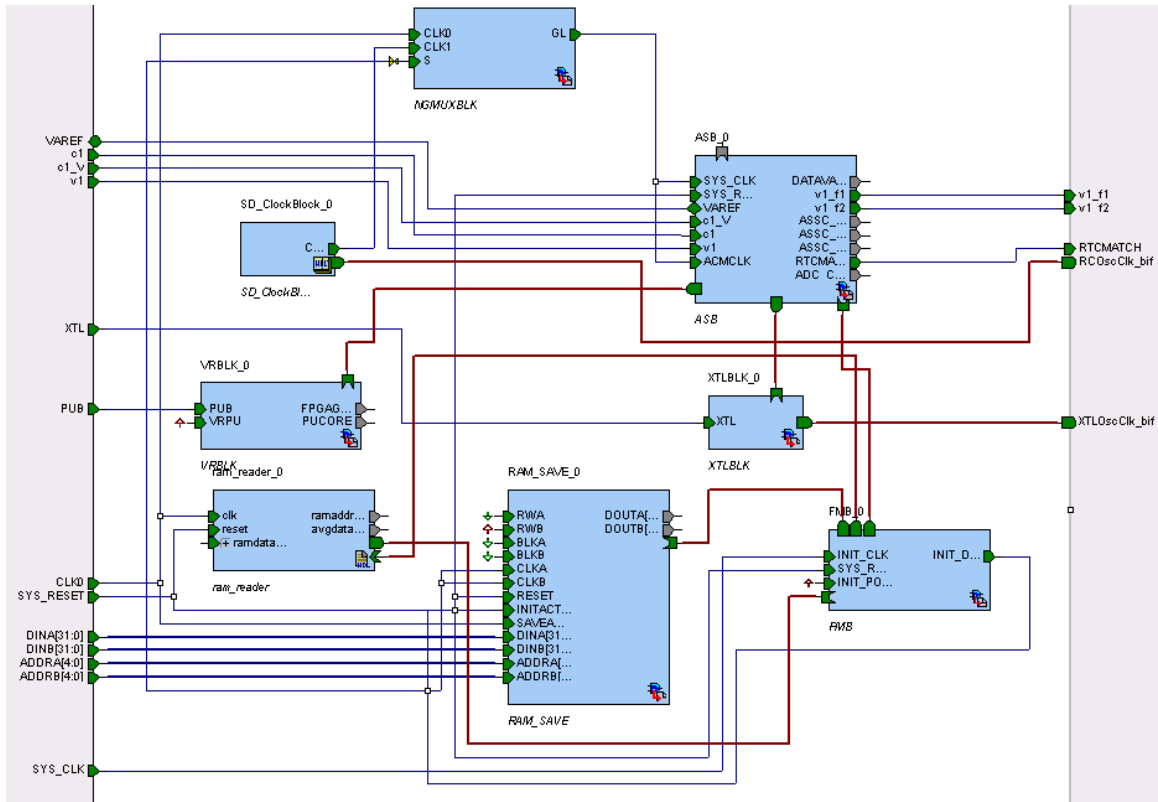 CLK0 GL
CLK1
S
NGMUXBLK
VAREF
c1
c1_V
v1
ASB_0
SYS_CLK DATAVA...
SYS_R... v1_f1
VAREF v1_f2
c1_V ASSC_...
c1 ASSC_...
v1 ASSC_...
ACMCLK RTCMA...
ADC_C...
ASB
v1_f1
v1_f2
RTCMATCH
RCOscClk_bif
SD_ClockBlock_0
C...
SD_ClockBl...
XTL
VRBLK_0
PUB
PUB FPGAG...
VRPU PUCORE
VRBLK
XTLBLK_0
XTL
XTLBLK
XTLOscClk_bif
ram_reader_0
clk ramaddr...
reset avgdata...
ramdata...
HDL
ram_reader
RAM_SAVE_0
RWA DOUTA[...
RWB DOUTB[...
BLKA
BLKB
CLKA
CLKB
RESET
INITACT...
SAVEA...
DINA[31...
DINB[31...
ADDRA[...
ADDRB[...
RAM_SAVE
FMB_0
INIT_CLK INIT_D...
SYS_R...
INIT_PO...
FMB
CLK0
SYS_RESET
DINA[31:0]
DINB[31:0]
ADDRA[4:0]
ADDRB[4:0]
SYS_CLK